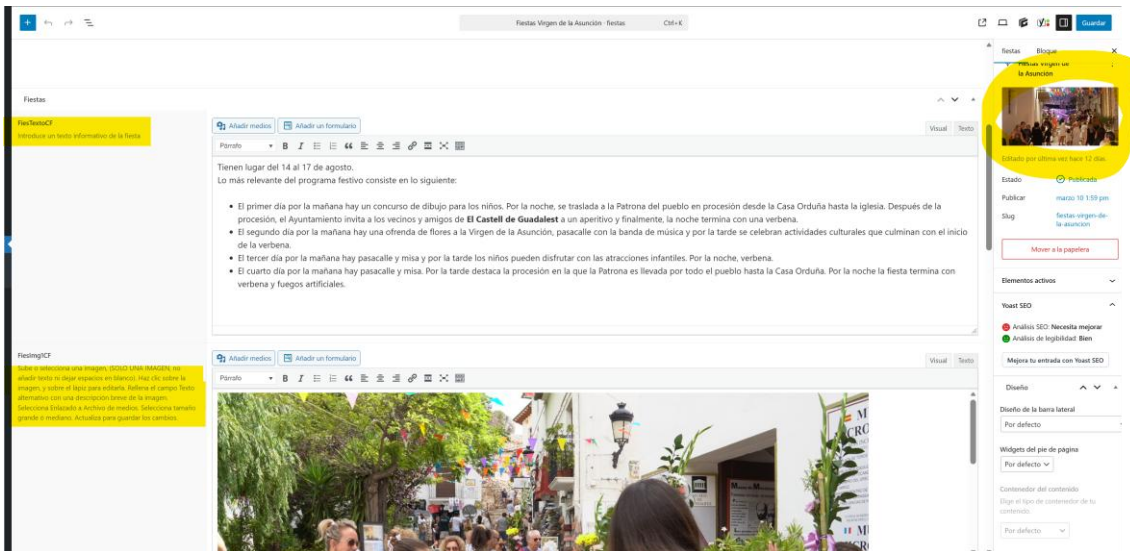 Fiestas Virgen de la Asunción · fiestas Ctrl+K
Guardar
Fiestas
FiesTextoCF
Introduce un texto informativo de la fiesta.
Añadir medios Añadir un formulario
Visual Texto
Párrafo
Tienen lugar del 14 al 17 de agosto.
Lo más relevante del programa festivo consiste en lo siguiente:
El primer día por la mañana hay un concurso de dibujo para los niños. Por la noche, se traslada a la Patrona del pueblo en procesión desde la Casa Orduña hasta la iglesia. Después de la
procesión, el Ayuntamiento invita a los vecinos y amigos de El Castell de Guadalest a un aperitivo y finalmente, la noche termina con una verbena.
El segundo día por la mañana hay una ofrenda de flores a la Virgen de la Asunción, pasacalle con la banda de música y por la tarde se celebran actividades culturales que culminan con el inicio
de la verbena.
El tercer día por la mañana hay pasacalle y misa y por la tarde los niños pueden disfrutar con las atracciones infantiles. Por la noche, verbena.
El cuarto día por la mañana hay pasacalle y misa. Por la tarde destaca la procesión en la que la Patrona es llevada por todo el pueblo hasta la Casa Orduña. Por la noche la fiesta termina con
verbena y fuegos artificiales.
FiesImg1CF
Sube o selecciona una imagen, (SOLO UNA IMAGEN, no
añadir texto ni dejar espacios en blanco). Haz clic sobre la
imagen, y sobre el lápiz para editarla. Rellena el campo Texto
alternativo con una descripción breve de la imagen.
Selecciona Enlazado a Archivo de medios. Selecciona tamaño
grande o mediano. Actualiza para guardar los cambios.
Añadir medios Añadir un formulario
Visual Texto
Párrafo
fiestas Bloque
Fiestas Virgen de
la Asunción
Editado por última vez hace 12 días.
Estado Publicada
Publicar marzo 10 1:59 pm
Slug fiestas-virgen-de-
la-asuncion
Mover a la papelera
Elementos activos
Yoast SEO
Análisis SEO: Necesita mejorar
Análisis de legibilidad: Bien
Mejora tu entrada con Yoast SEO
Diseño
Diseño de la barra lateral
Por defecto
Widgets del pie de página
Por defecto
Contenedor del contenido
Elige el tipo de contenedor de tu
contenido.
Por defecto